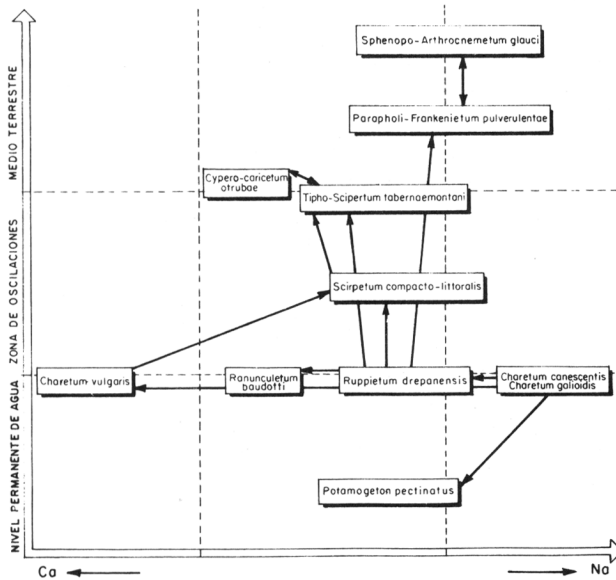 Sphenopo-Arthrocnemetum glauci
Parapholi-Frankenietum pulverulentae
Cypero-caricetum
otrubae
Tipho-Scipertum tabernaemontani
Scirpetum compacto-littoralis
Charetum vulgaris
Ranunculetum
baudotti
Ruppietum drepanensis
Charetum canescentis
Charetum galioidis
Potamogeton pectinatus
MEDIO TERRESTRE
ZONA DE OSCILACIONES
NIVEL PERMANENTE DE AGUA
Ca
Na